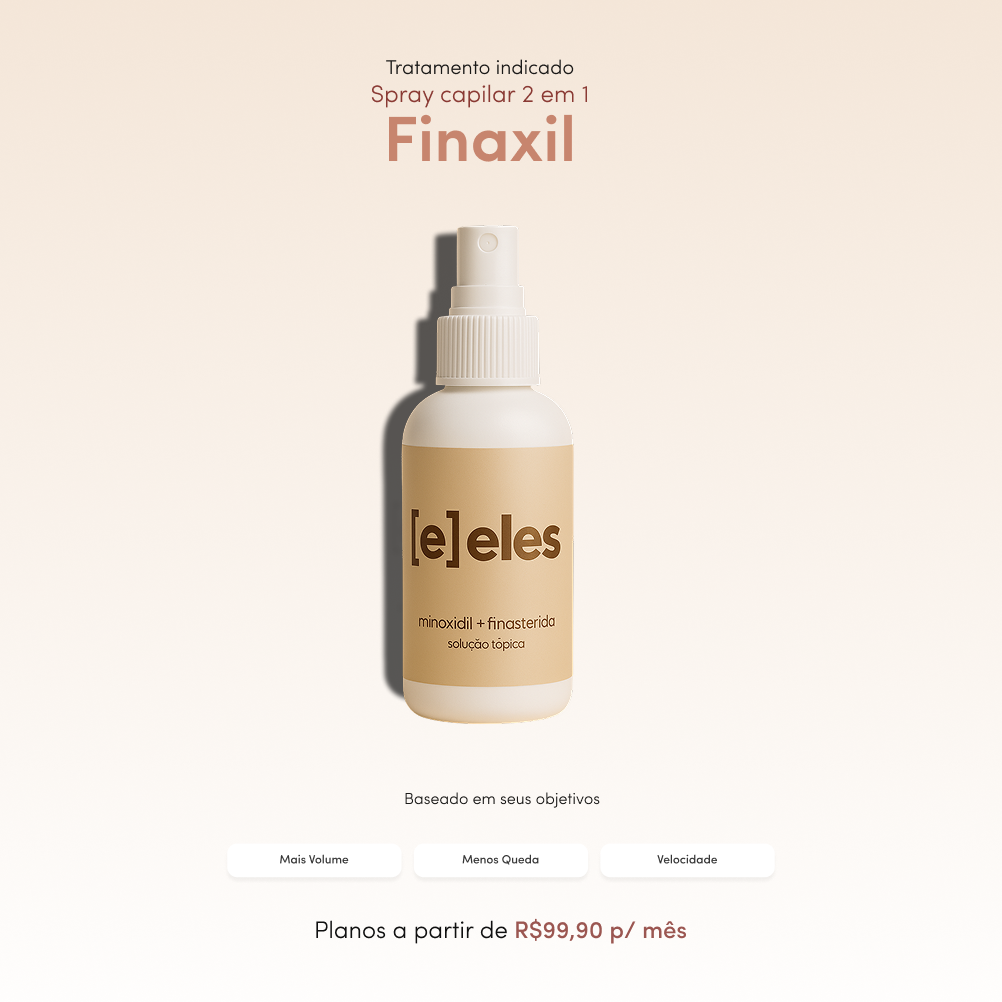 Tratamento indicado
Spray capilar 2 em 1
Finaxil
[e] eles
minoxidil + finasterida
solução tópica
Baseado em seus objetivos
Mais Volume
Menos Queda
Velocidade
Planos a partir de R$99,90 p/ mês